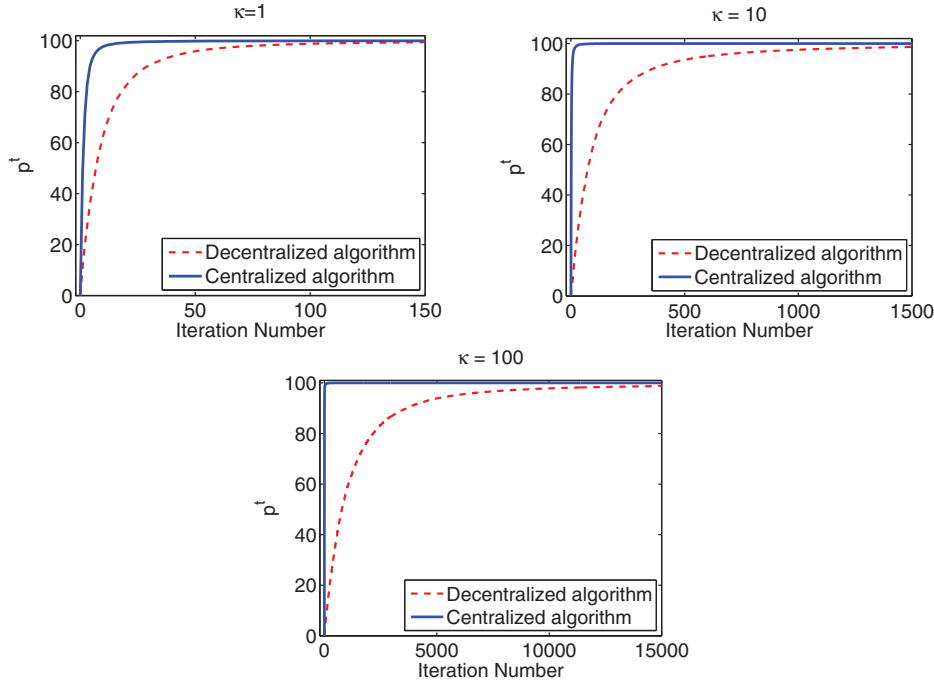 κ=1
100
80
60
40
20
0
p^t
0 50 100 150
Iteration Number
Decentralized algorithm
Centralized algorithm
κ = 10
100
80
60
40
20
0
p^t
0 500 1000 1500
Iteration Number
Decentralized algorithm
Centralized algorithm
κ = 100
100
80
60
40
20
0
p^t
0 5000 10000 15000
Iteration Number
Decentralized algorithm
Centralized algorithm